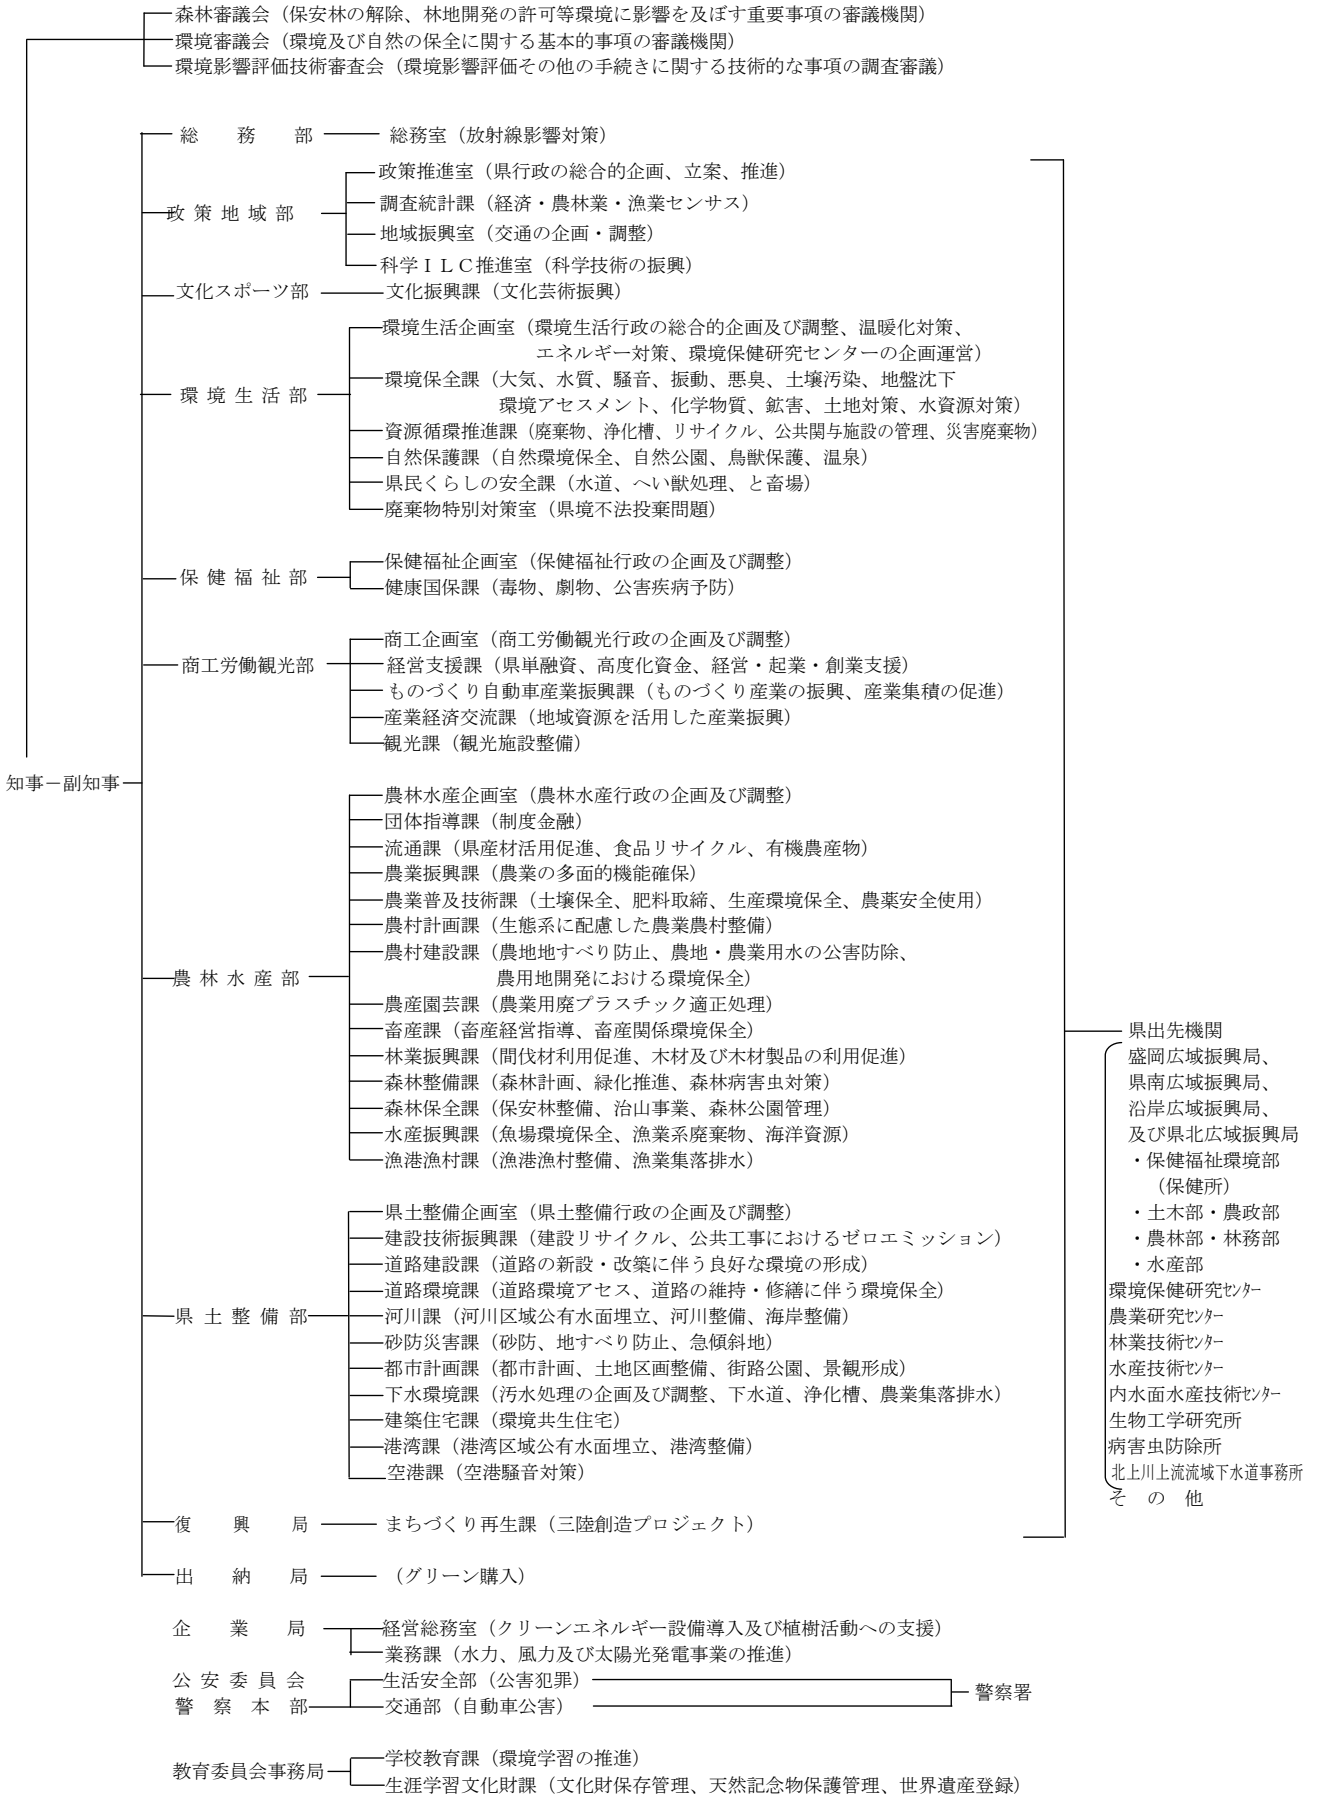 森林審議会（保安林の解除、林地開発の許可等環境に影響を及ぼす重要事項の審議機関）
環境審議会（環境及び自然の保全に関する基本的事項の審議機関）
環境影響評価技術審査会（環境影響評価その他の手続きに関する技術的な事項の調査審議）
総務部 総務室（放射線影響対策）
政策推進室（県行政の総合的企画、立案、推進）
調査統計課（経済・農林業・漁業センサス）
政策地域部
地域振興室（交通の企画・調整）
科学ＩＬＣ推進室（科学技術の振興）
文化スポーツ部 文化振興課（文化芸術振興）
環境生活企画室（環境生活行政の総合的企画及び調整、温暖化対策、
エネルギー対策、環境保健研究センターの企画運営）
環境保全課（大気、水質、騒音、振動、悪臭、土壌汚染、地盤沈下
環境生活部
環境アセスメント、化学物質、鉱害、土地対策、水資源対策）
資源循環推進課（廃棄物、浄化槽、リサイクル、公共関与施設の管理、災害廃棄物）
自然保護課（自然環境保全、自然公園、鳥獣保護、温泉）
県民くらしの安全課（水道、へい獣処理、と畜場）
廃棄物特別対策室（県境不法投棄問題）
保健福祉企画室（保健福祉行政の企画及び調整）
保健福祉部
健康国保課（毒物、劇物、公害疾病予防）
商工企画室（商工労働観光行政の企画及び調整）
商工労働観光部 経営支援課（県単融資、高度化資金、経営・起業・創業支援）
ものづくり自動車産業振興課（ものづくり産業の振興、産業集積の促進）
産業経済交流課（地域資源を活用した産業振興）
観光課（観光施設整備）
知事－副知事
農林水産企画室（農林水産行政の企画及び調整）
団体指導課（制度金融）
流通課（県産材活用促進、食品リサイクル、有機農産物）
農業振興課（農業の多面的機能確保）
農業普及技術課（土壌保全、肥料取締、生産環境保全、農薬安全使用）
農村計画課（生態系に配慮した農業農村整備）
農村建設課（農地地すべり防止、農地・農業用水の公害防除、
農林水産部 農用地開発における環境保全）
農産園芸課（農業用廃プラスチック適正処理）
畜産課（畜産経営指導、畜産関係環境保全）
林業振興課（間伐材利用促進、木材及び木材製品の利用促進）
森林整備課（森林計画、緑化推進、森林病害虫対策）
森林保全課（保安林整備、治山事業、森林公園管理）
水産振興課（魚場環境保全、漁業系廃棄物、海洋資源）
漁港漁村課（漁港漁村整備、漁業集落排水）
県土整備企画室（県土整備行政の企画及び調整）
建設技術振興課（建設リサイクル、公共工事におけるゼロエミッション）
道路建設課（道路の新設・改築に伴う良好な環境の形成）
道路環境課（道路環境アセス、道路の維持・修繕に伴う環境保全）
県土整備部 河川課（河川区域公有水面埋立、河川整備、海岸整備）
砂防災害課（砂防、地すべり防止、急傾斜地）
都市計画課（都市計画、土地区画整備、街路公園、景観形成）
下水環境課（汚水処理の企画及び調整、下水道、浄化槽、農業集落排水）
建築住宅課（環境共生住宅）
港湾課（港湾区域公有水面埋立、港湾整備）
空港課（空港騒音対策）
復興局 まちづくり再生課（三陸創造プロジェクト）
出納局 （グリーン購入）
県出先機関
盛岡広域振興局、
県南広域振興局、
沿岸広域振興局、
及び県北広域振興局
・保健福祉環境部
（保健所）
・土木部・農政部
・農林部・林務部
・水産部
環境保健研究ｾﾝﾀｰ
農業研究ｾﾝﾀｰ
林業技術ｾﾝﾀｰ
水産技術ｾﾝﾀｰ
内水面水産技術ｾﾝﾀｰ
生物工学研究所
病害虫防除所
北上川上流流域下水道事務所
その他
企業局 経営総務室（クリーンエネルギー設備導入及び植樹活動への支援）
業務課（水力、風力及び太陽光発電事業の推進）
公安委員会 生活安全部（公害犯罪）
警察署
警察本部 交通部（自動車公害）
学校教育課（環境学習の推進）
教育委員会事務局
生涯学習文化財課（文化財保存管理、天然記念物保護管理、世界遺産登録）